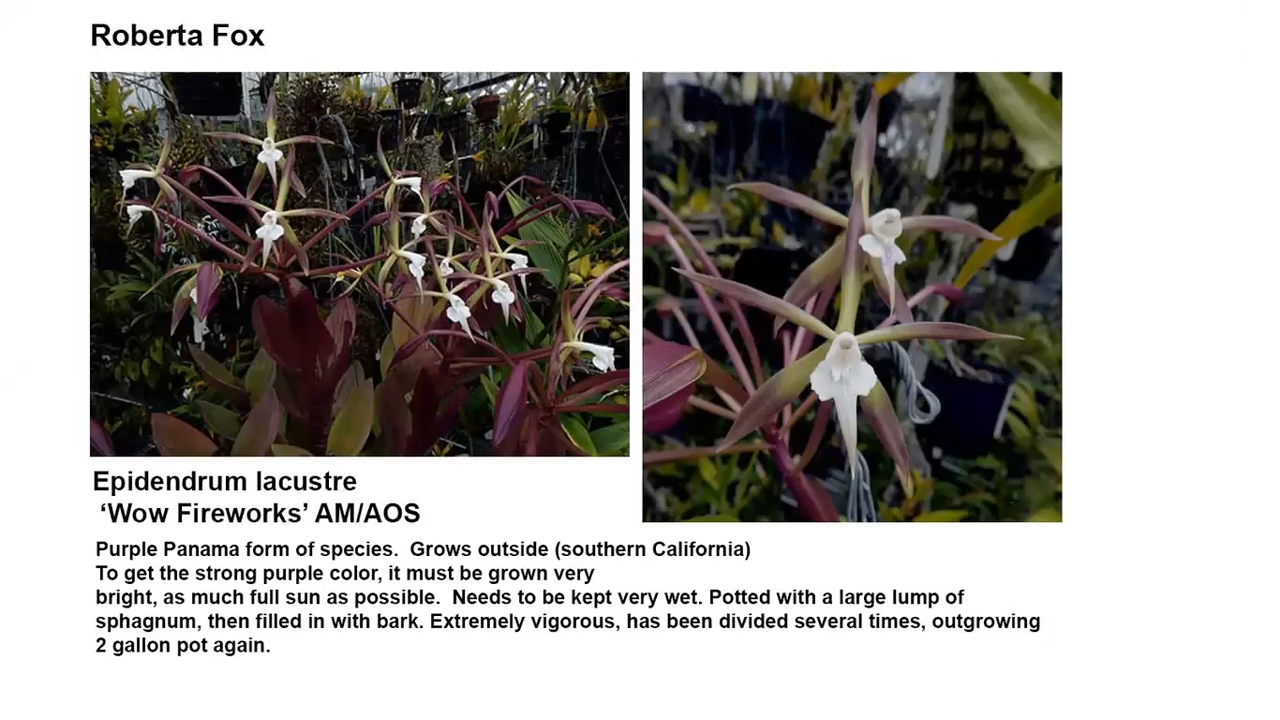 Roberta Fox
Epidendrum lacustre
‘Wow Fireworks’ AM/AOS
Purple Panama form of species.  Grows outside (southern California)
To get the strong purple color, it must be grown very
bright, as much full sun as possible.  Needs to be kept very wet. Potted with a large lump of
sphagnum, then filled in with bark. Extremely vigorous, has been divided several times, outgrowing
2 gallon pot again.